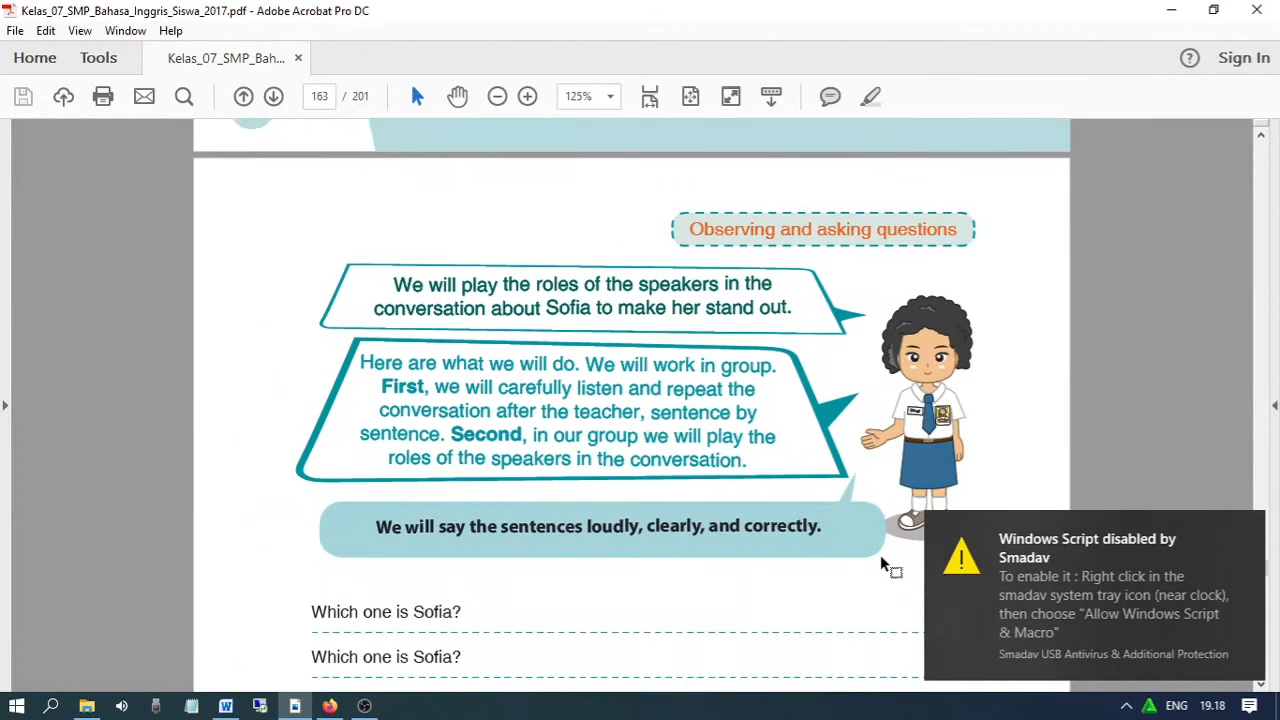 Kelas_07_SMP_Bahasa_Inggris_Siswa_2017.pdf - Adobe Acrobat Pro DC
File Edit View Window Help
Home Tools Kelas_07_SMP_Bah... × Sign In
163 / 201 125%
Observing and asking questions
We will play the roles of the speakers in the
conversation about Sofia to make her stand out.
Here are what we will do. We will work in group.
First, we will carefully listen and repeat the
conversation after the teacher, sentence by
sentence. Second, in our group we will play the
roles of the speakers in the conversation.
We will say the sentences loudly, clearly, and correctly.
Which one is Sofia?
Which one is Sofia?
Windows Script disabled by
Smadav
To enable it : Right click in the
smadav system tray icon (near clock),
then choose "Allow Windows Script
& Macro"
Smadav USB Antivirus & Additional Protection
ENG 19.18